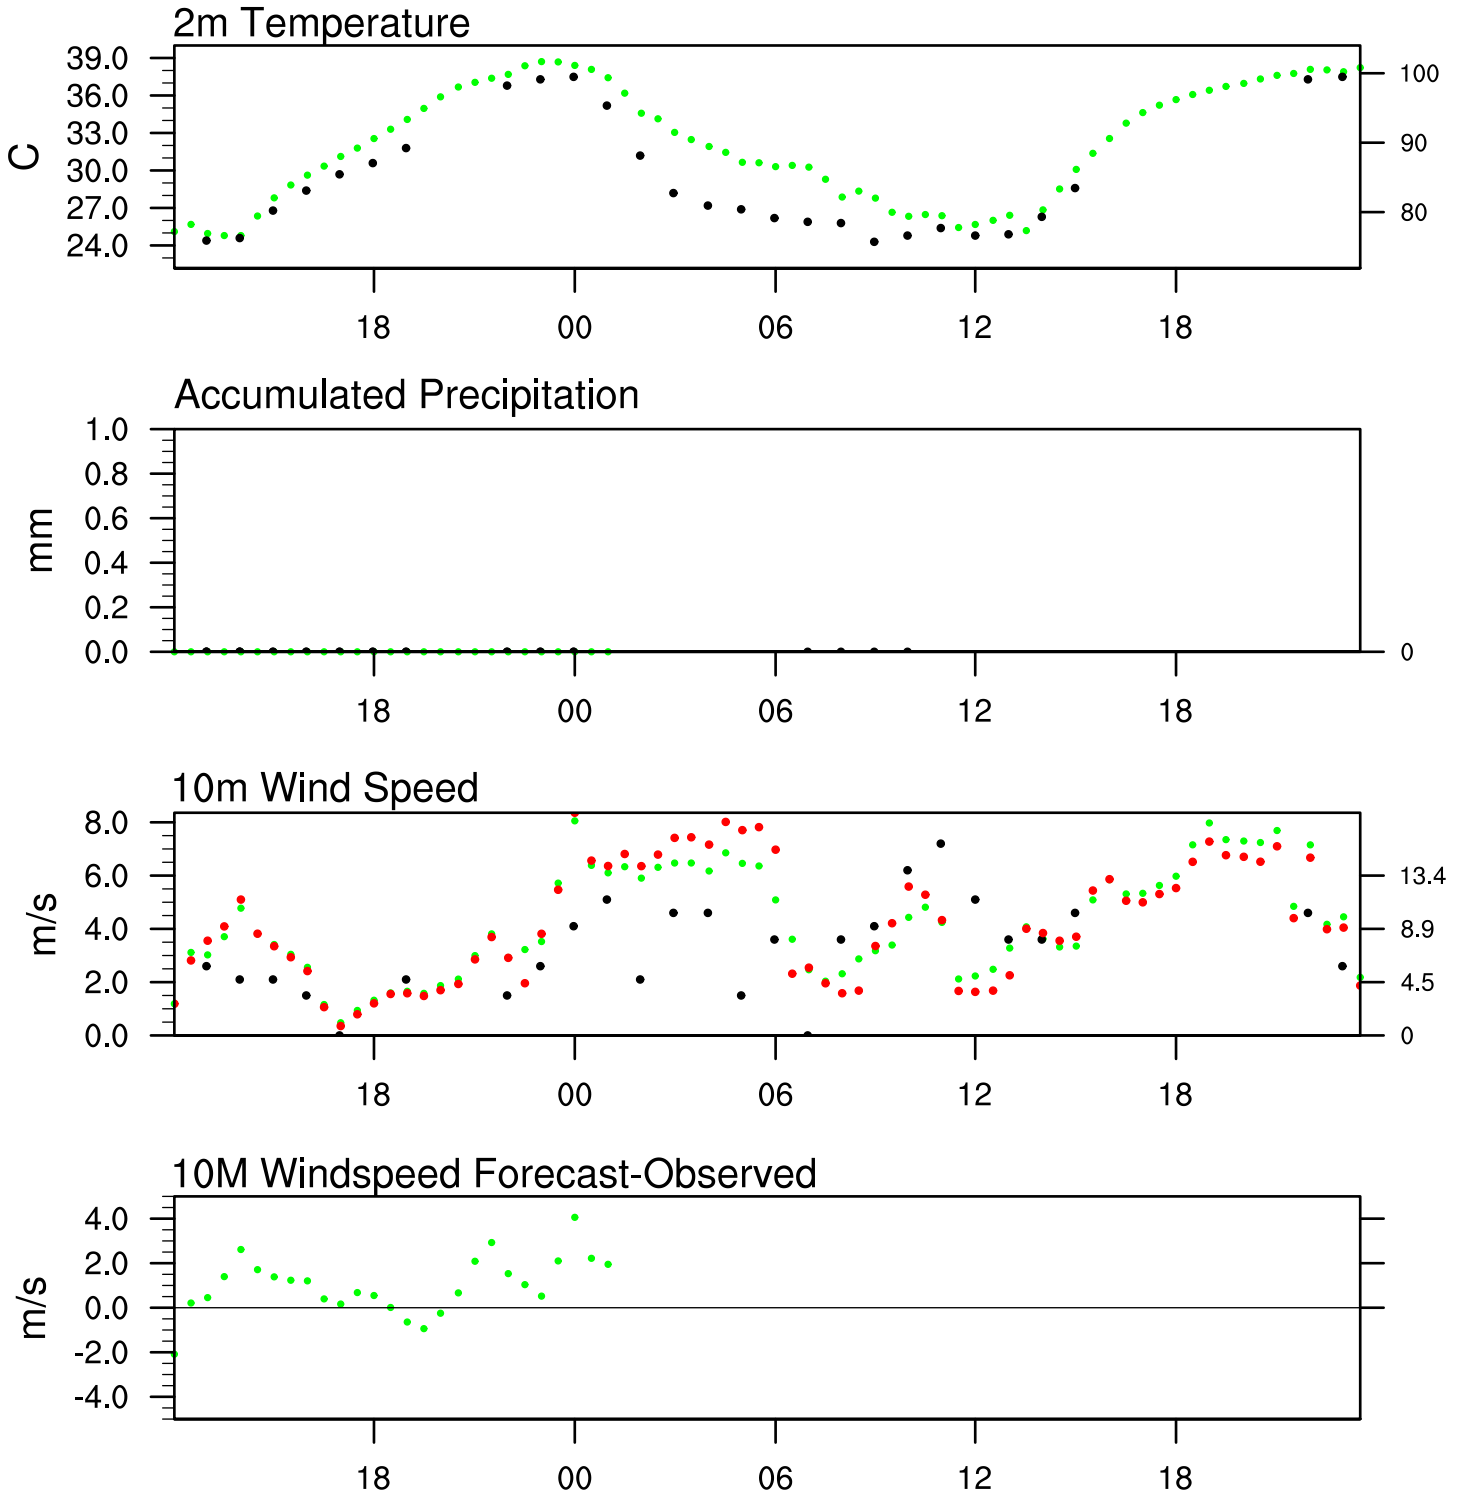 2m Temperature
39.0
36.0
33.0
30.0
27.0
24.0
C
100
90
80
18 00 06 12 18
Accumulated Precipitation
1.0
0.8
0.6
0.4
0.2
0.0
mm
0
18 00 06 12 18
10m Wind Speed
8.0
6.0
4.0
2.0
0.0
m/s
13.4
8.9
4.5
0
18 00 06 12 18
10M Windspeed Forecast-Observed
4.0
2.0
0.0
-2.0
-4.0
m/s
18 00 06 12 18